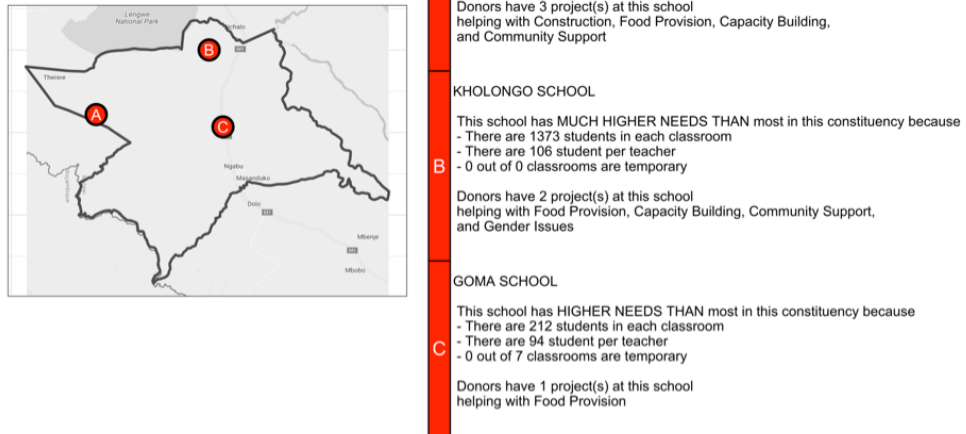 Lengwe
National Park
Nchalo
M1
B
Therere
A
C
Ngabu
Masanduko
Dolo
M1
Mbenje
M1
Mbobo
Donors have 3 project(s) at this school
helping with Construction, Food Provision, Capacity Building,
and Community Support
KHOLONGO SCHOOL
This school has MUCH HIGHER NEEDS THAN most in this constituency because
- There are 1373 students in each classroom
- There are 106 student per teacher
B
- 0 out of 0 classrooms are temporary
Donors have 2 project(s) at this school
helping with Food Provision, Capacity Building, Community Support,
and Gender Issues
GOMA SCHOOL
This school has HIGHER NEEDS THAN most in this constituency because
- There are 212 students in each classroom
- There are 94 student per teacher
C
- 0 out of 7 classrooms are temporary
Donors have 1 project(s) at this school
helping with Food Provision